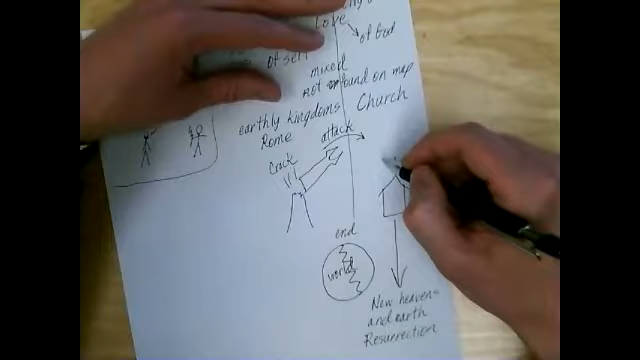 Love
of God
of self
mixed
not found on map
earthly kingdoms
Church
Rome
attack
Crack
end
world
New heavens
and earth
Resurrection